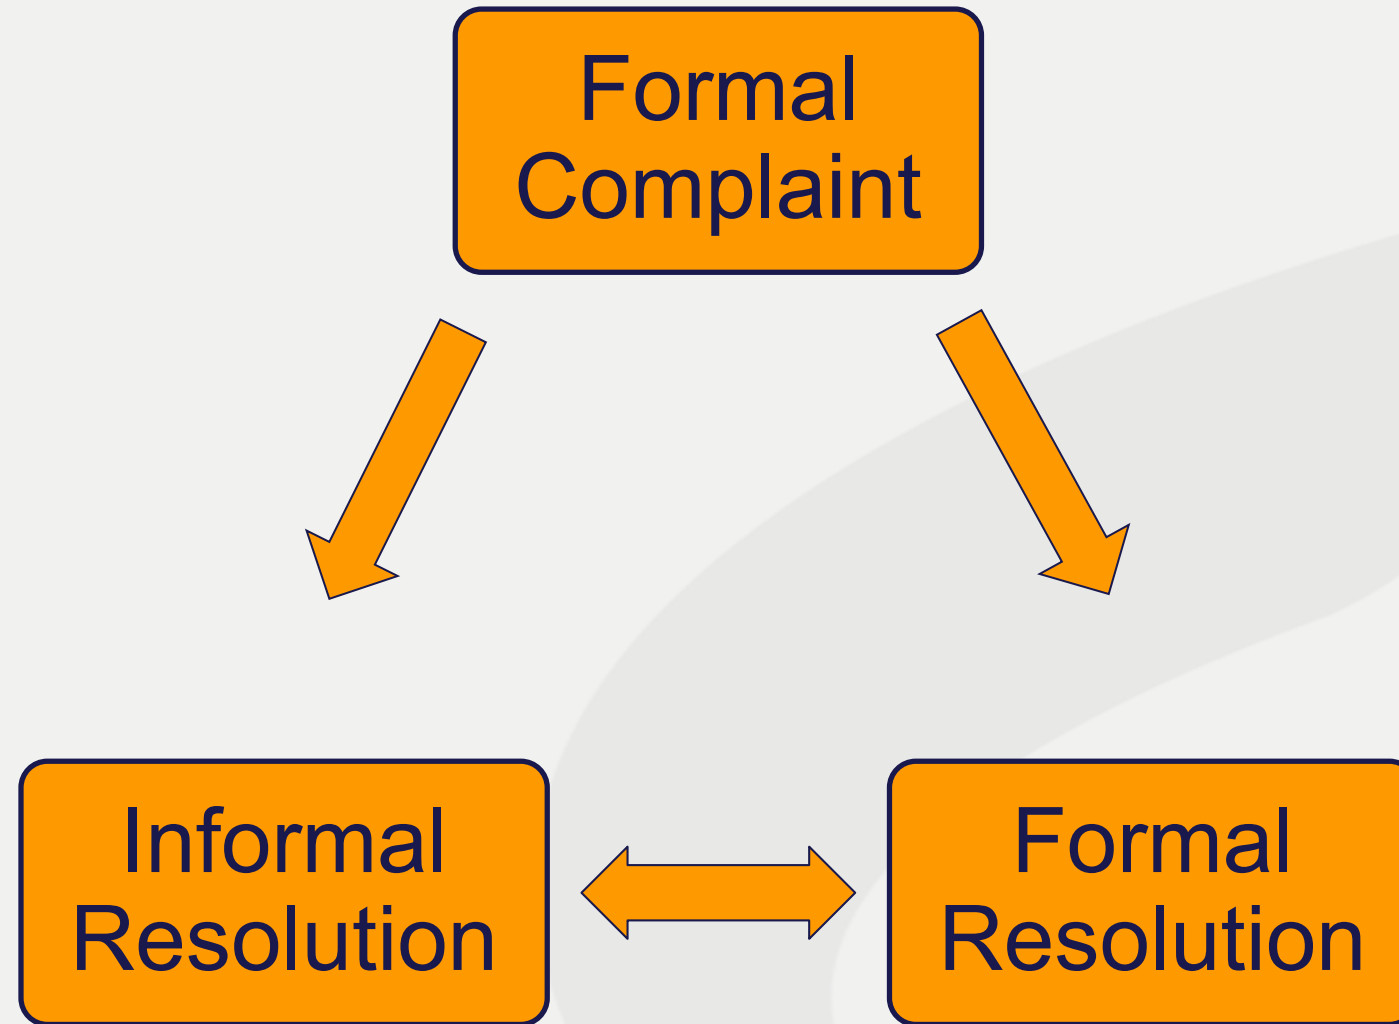 Formal
Complaint
Informal
Resolution
Formal
Resolution